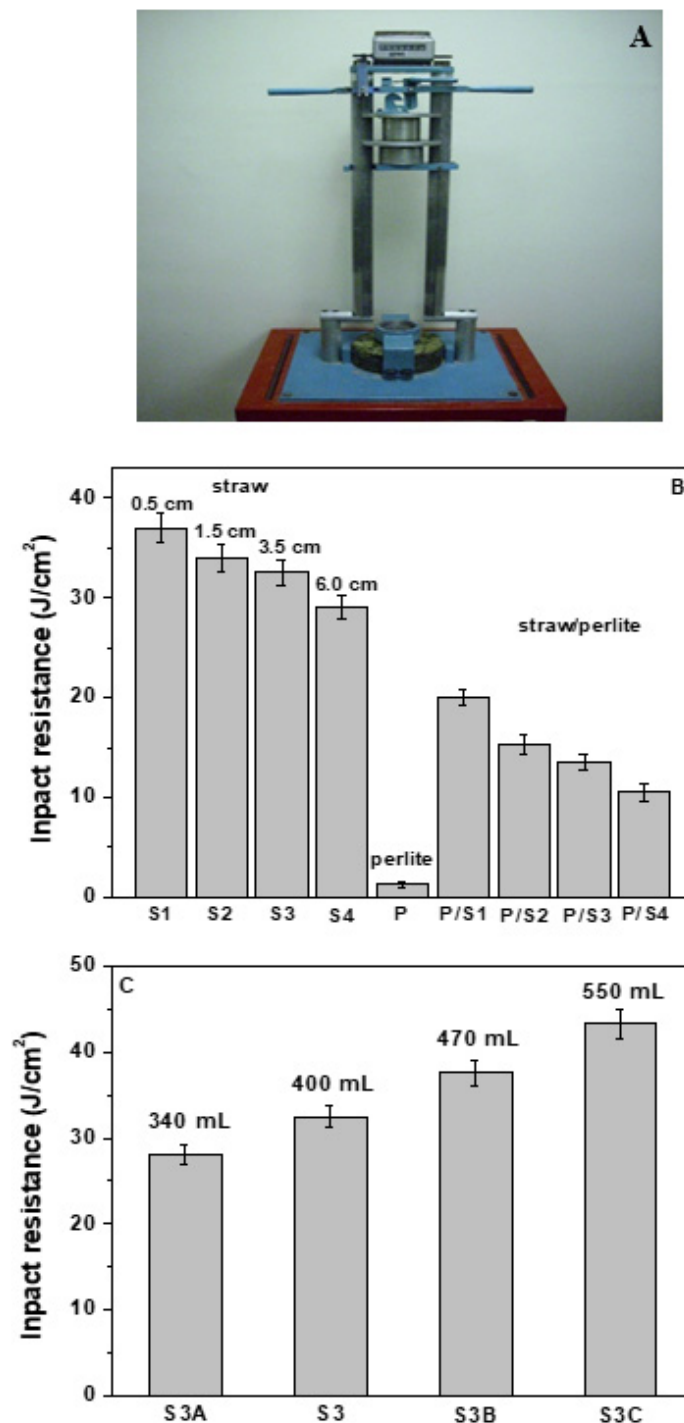 A
B
Inpact resistance (J/cm²)
40
30
20
10
0
straw
0.5 cm
1.5 cm
3.5 cm
6.0 cm
straw/perlite
perlite
S1 S2 S3 S4 P P/S1 P/S2 P/S3 P/S4
C
Inpact resistance (J/cm²)
50
40
30
20
10
0
340 mL
400 mL
470 mL
550 mL
S3A S3 S3B S3C